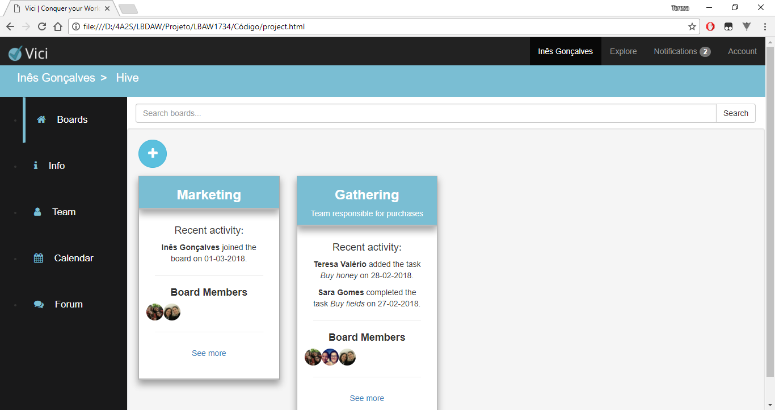 Vici | Conquer your Work
Teresa
file:///D:/4A2S/LBDAW/Projeto/LBAW1734/Código/project.html
Vici
Inês Gonçalves
Explore
Notifications 2
Account
Inês Gonçalves > Hive
Boards
Info
Team
Calendar
Forum
Search boards...
Search
+
Marketing
Recent activity:
Inês Gonçalves joined the
board on 01-03-2018.
Board Members
See more
Gathering
Team responsible for purchases
Recent activity:
Teresa Valério added the task
Buy honey on 28-02-2018.
Sara Gomes completed the
task Buy fields on 27-02-2018.
Board Members
See more